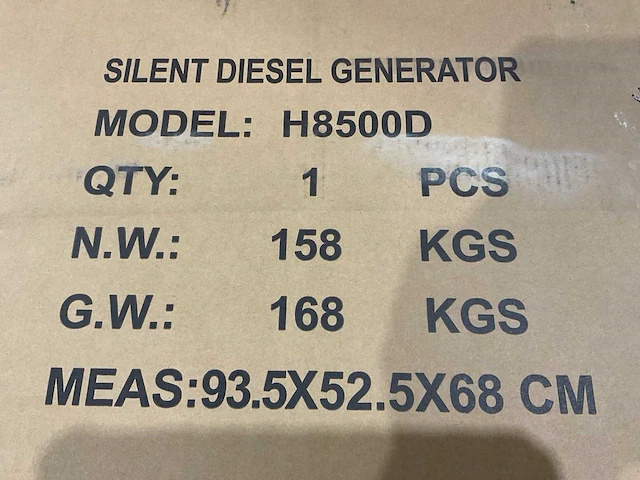 SILENT DIESEL GENERATOR
MODEL: H8500D
QTY: 1 PCS
N.W.: 158 KGS
G.W.: 168 KGS
MEAS:93.5X52.5X68 CM